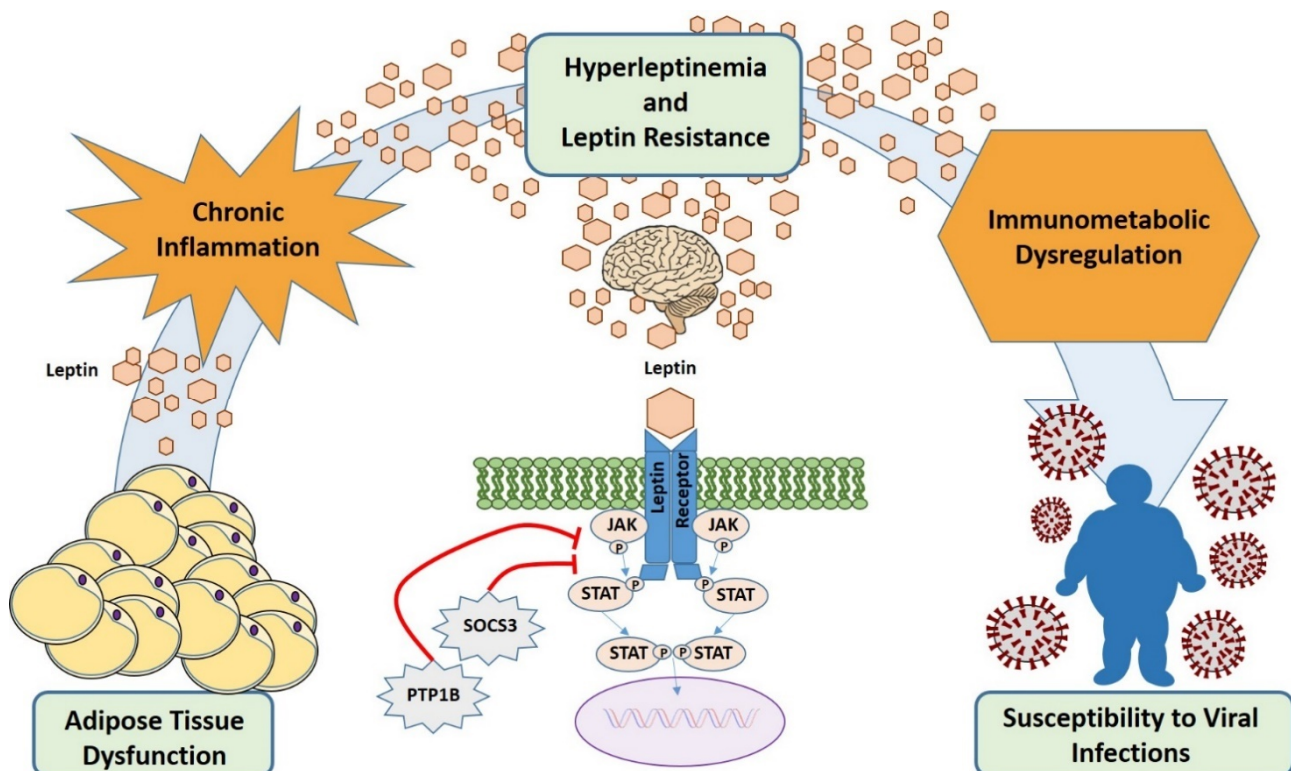 Hyperleptinemia
and
Leptin Resistance
Chronic
Inflammation
Immunometabolic
Dysregulation
Leptin
Leptin
Leptin
Receptor
JAK
JAK
P
P
STAT
P
P
STAT
SOCS3
STAT
P
P
STAT
PTP1B
Adipose Tissue
Dysfunction
Susceptibility to Viral
Infections